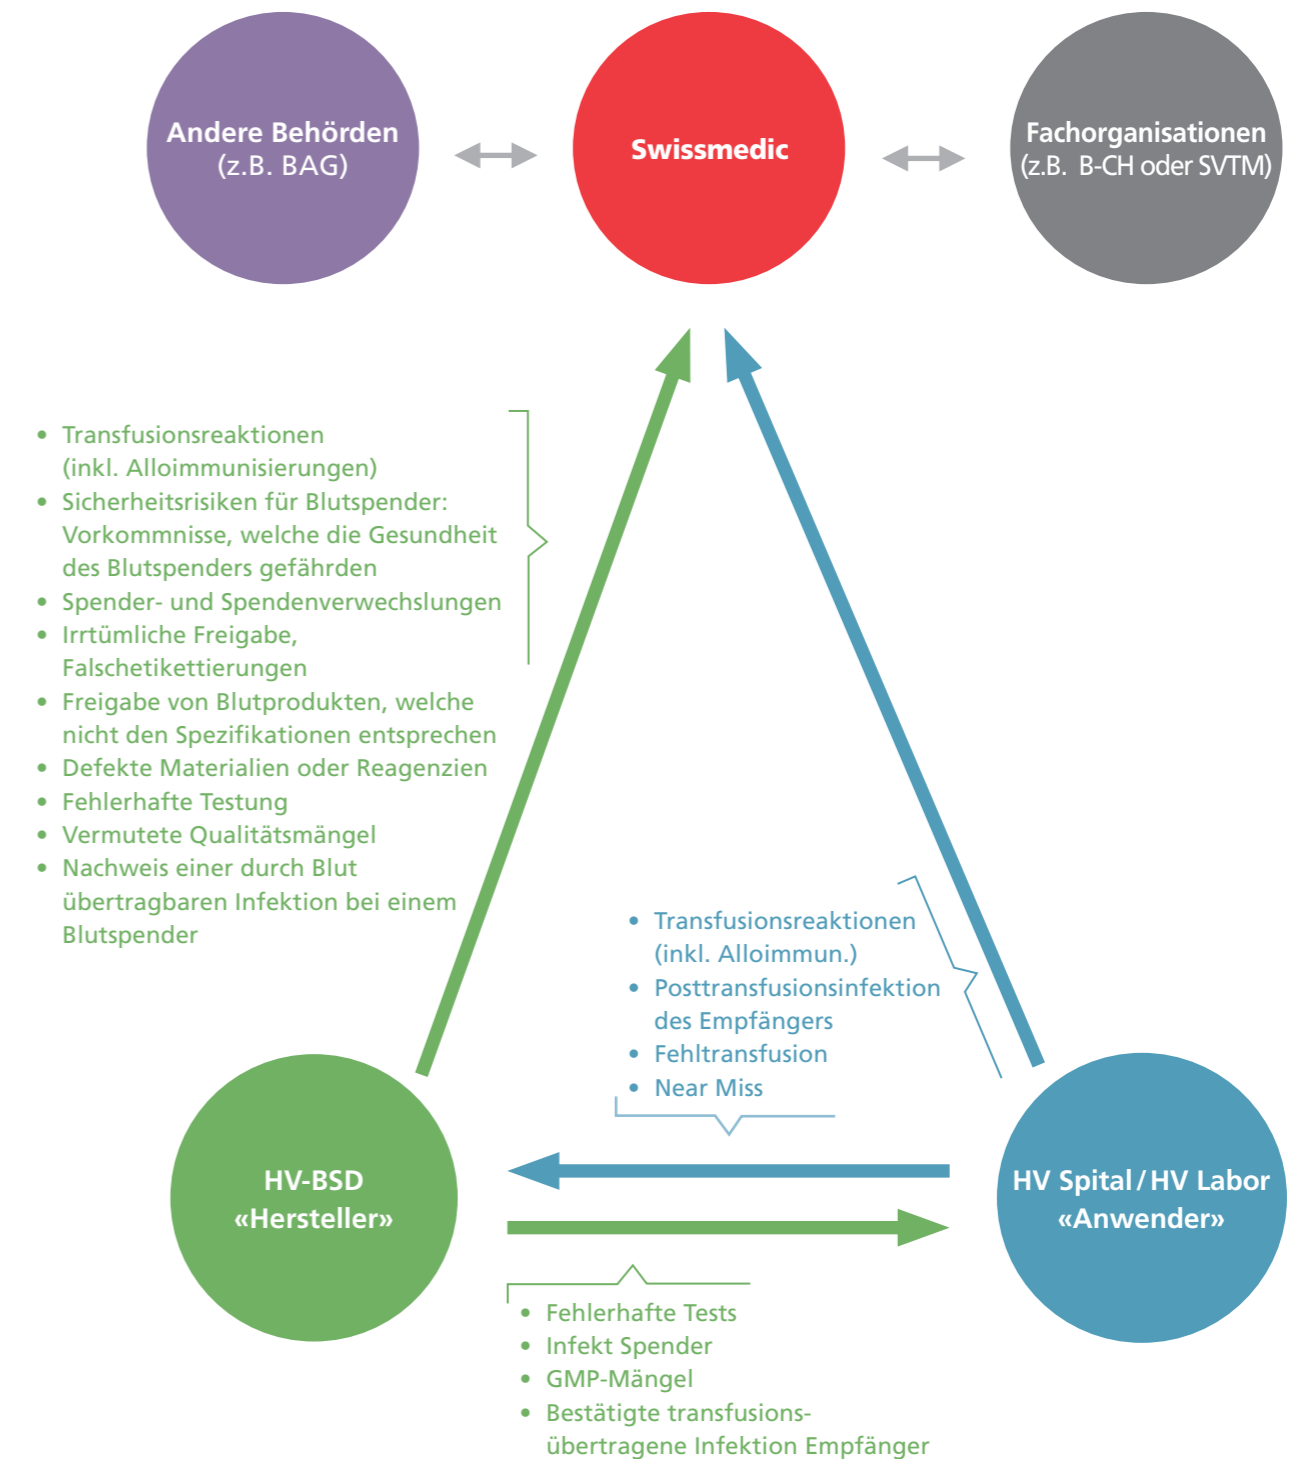 Andere Behörden
(z.B. BAG)
Swissmedic
Fachorganisationen
(z.B. B-CH oder SVTM)
• Transfusionsreaktionen
(inkl. Alloimmunisierungen)
• Sicherheitsrisiken für Blutspender:
Vorkommnisse, welche die Gesundheit
des Blutspenders gefährden
• Spender- und Spendenverwechslungen
• Irrtümliche Freigabe,
Falschetikettierungen
• Freigabe von Blutprodukten, welche
nicht den Spezifikationen entsprechen
• Defekte Materialien oder Reagenzien
• Fehlerhafte Testung
• Vermutete Qualitätsmängel
• Nachweis einer durch Blut
übertragbaren Infektion bei einem
Blutspender
• Transfusionsreaktionen
(inkl. Alloimmun.)
• Posttransfusionsinfektion
des Empfängers
• Fehltransfusion
• Near Miss
HV-BSD
«Hersteller»
HV Spital / HV Labor
«Anwender»
• Fehlerhafte Tests
• Infekt Spender
• GMP-Mängel
• Bestätigte transfusions-
übertragene Infektion Empfänger